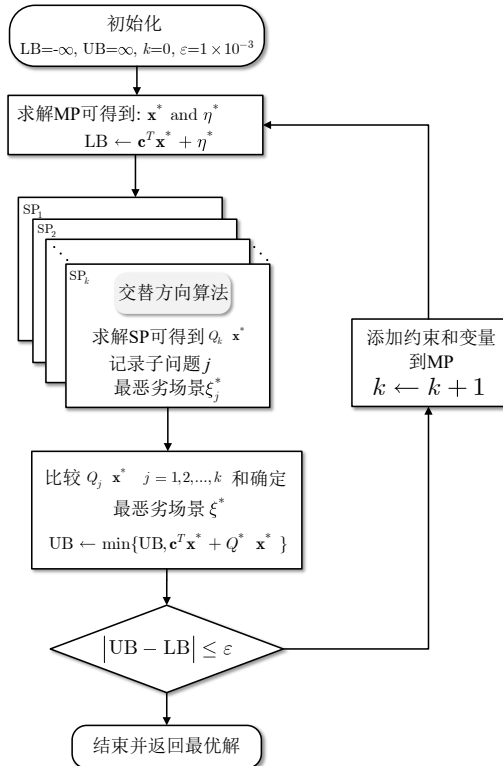 初始化
LB=-∞, UB=∞, k=0, ε=1×10⁻³
求解MP可得到: x* and η*
LB ← cᵀx* + η*
SP₁
SP₂
⋱ ⋱
SPₖ
交替方向算法
求解SP可得到 Qₖ x*
记录子问题 j
最恶劣场景ξⱼ*
添加约束和变量
到MP
k ← k + 1
比较 Qⱼ x* j = 1,2,...,k 和确定
最恶劣场景 ξ*
UB ← min{UB, cᵀx* + Q* x* }
|UB − LB| ≤ ε
结束并返回最优解